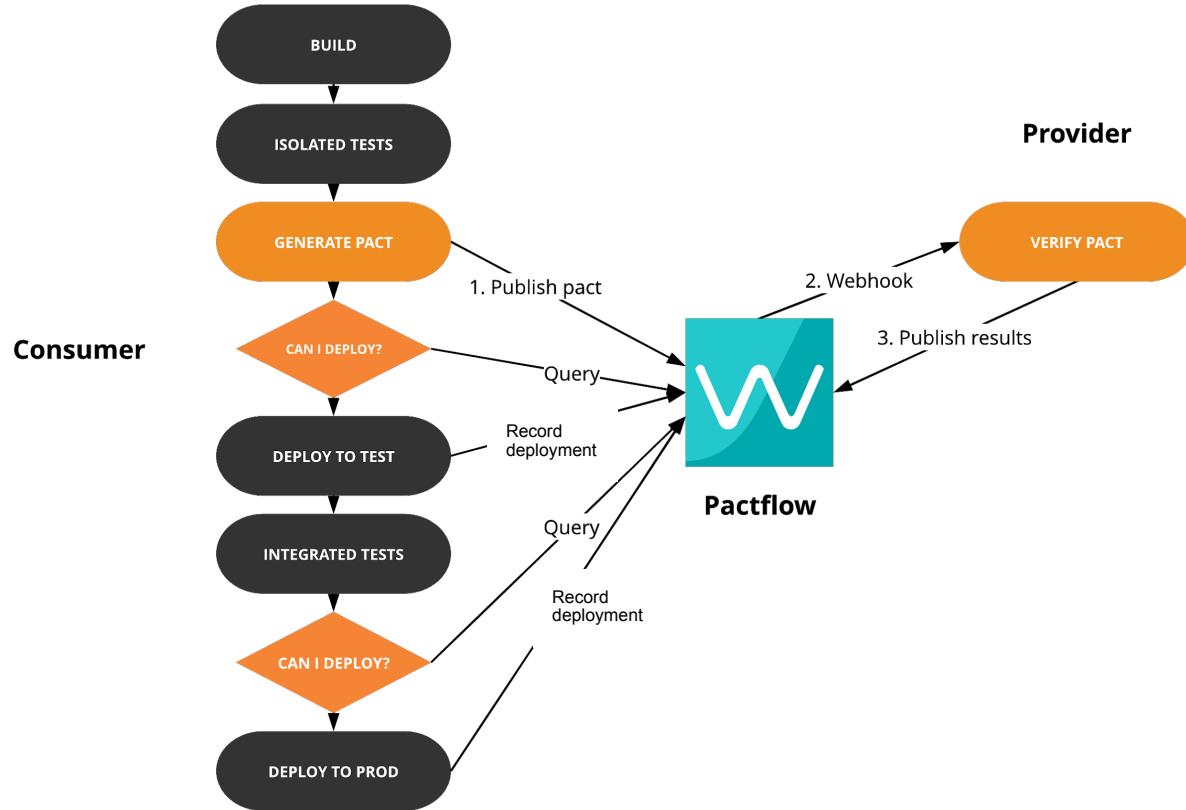 BUILD
ISOLATED TESTS
Provider
GENERATE PACT
VERIFY PACT
1. Publish pact
2. Webhook
3. Publish results
Consumer
CAN I DEPLOY?
Query
Record
deployment
DEPLOY TO TEST
Pactflow
Query
INTEGRATED TESTS
Record
deployment
CAN I DEPLOY?
DEPLOY TO PROD